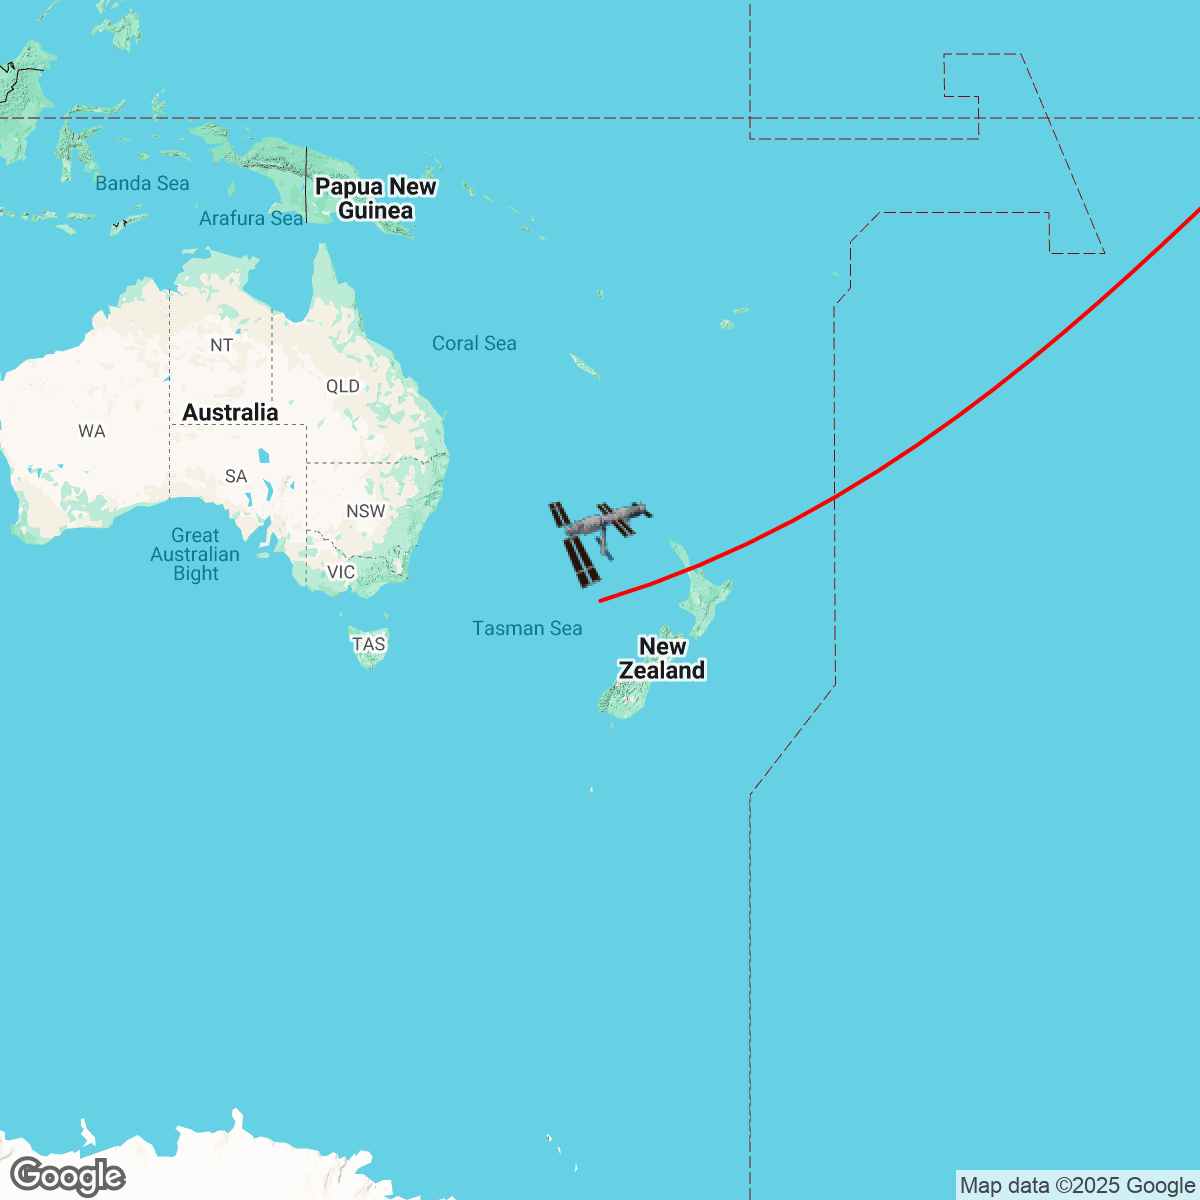 Banda Sea
Papua New
Guinea
Arafura Sea
NT
Coral Sea
QLD
Australia
WA
SA
NSW
Great
Australian
Bight
VIC
Tasman Sea
TAS
New
Zealand
Google
Map data ©2025 Google